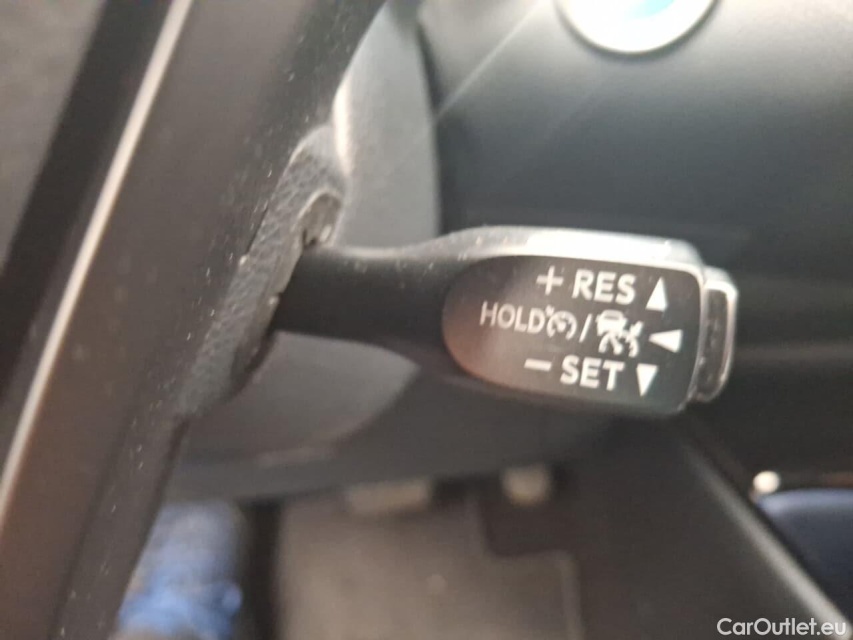 + RES ▲
HOLD / ◀
− SET ▼
CarOutlet.eu